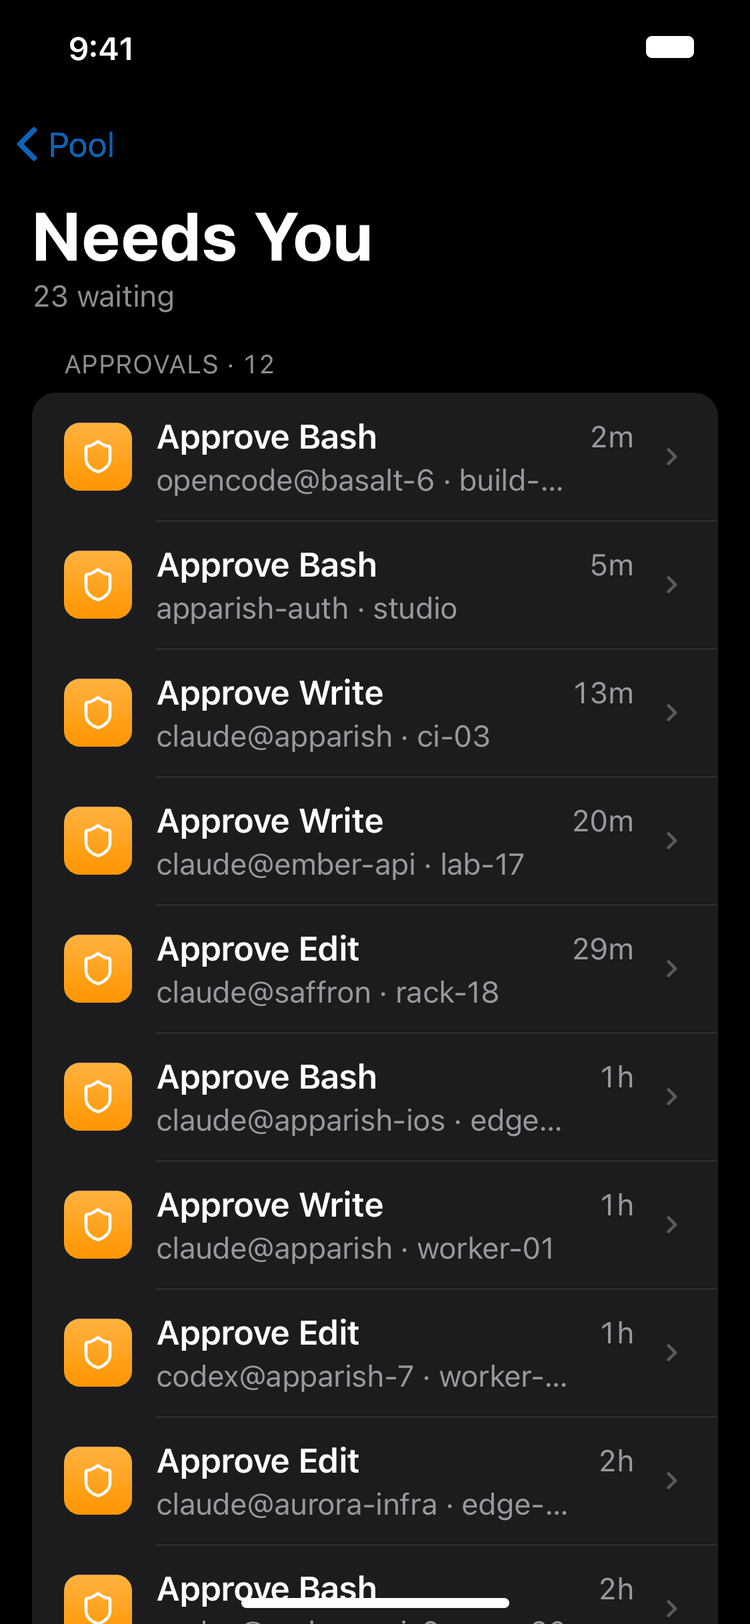 9:41
Pool
Needs You
23 waiting
APPROVALS · 12
Approve Bash 2m
opencode@basalt-6 · build-...
Approve Bash 5m
apparish-auth · studio
Approve Write 13m
claude@apparish · ci-03
Approve Write 20m
claude@ember-api · lab-17
Approve Edit 29m
claude@saffron · rack-18
Approve Bash 1h
claude@apparish-ios · edge...
Approve Write 1h
claude@apparish · worker-01
Approve Edit 1h
codex@apparish-7 · worker-...
Approve Edit 2h
claude@aurora-infra · edge-...
Approve Bash 2h